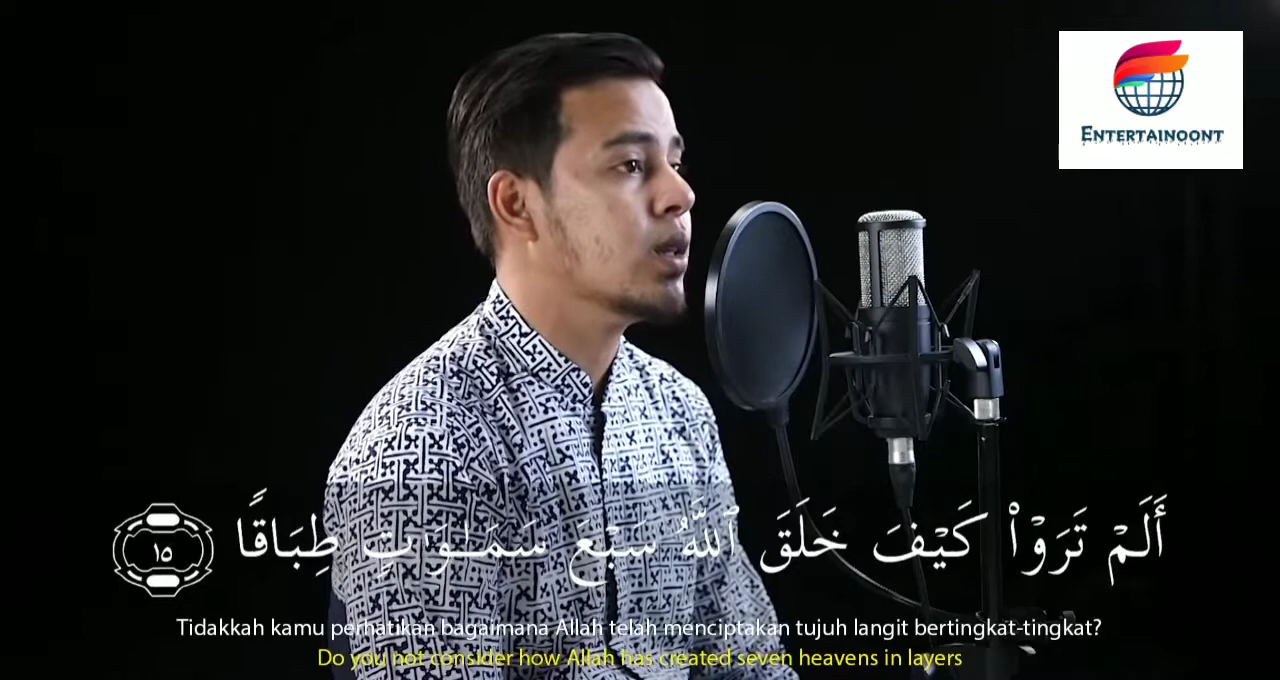 ENTERTAINOONT
أَلَمْ تَرَوْا۟ كَيْفَ خَلَقَ ٱللَّهُ سَبْعَ سَمَـٰوَٰتٍ طِبَاقًا ١٥
Tidakkah kamu perhatikan bagaimana Allah telah menciptakan tujuh langit bertingkat-tingkat?
Do you not consider how Allah has created seven heavens in layers